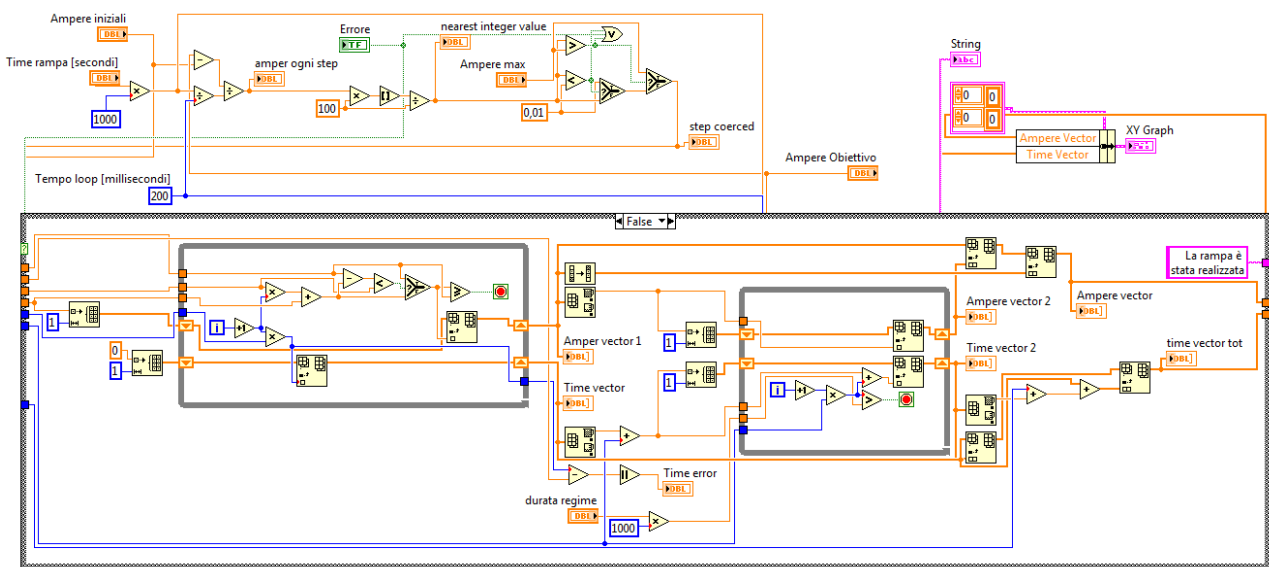 Ampere iniziali
DBL
Time rampa [secondi]
DBL
1000
amper ogni step
DBL
Errore
TF
nearest integer value
DBL
Ampere max
DBL
100
0,01
step coerced
DBL
Ampere Obiettivo
DBL
Tempo loop [millisecondi]
200
String
abc
0
0
0
0
Ampere Vector
Time Vector
XY Graph
False
1
0
1
i
+1
Amper vector 1
DBL
Time vector
DBL
Time error
DBL
durata regime
DBL
1000
1
1
i
+1
Ampere vector 2
DBL
Time vector 2
DBL
Ampere vector
DBL
time vector tot
DBL
La rampa è
stata realizzata